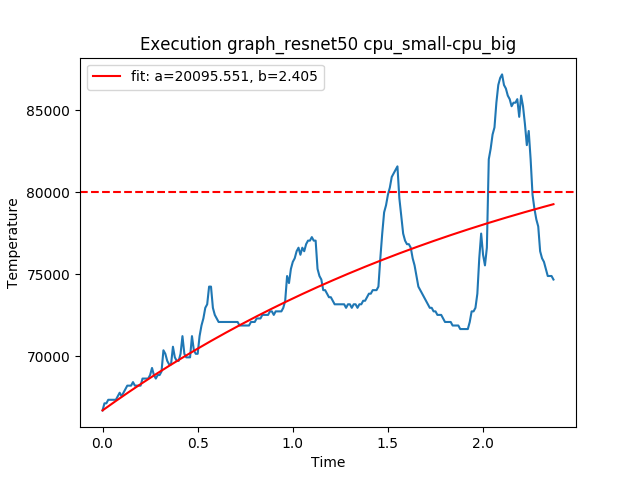 Execution graph_resnet50 cpu_small-cpu_big
fit: a=20095.551, b=2.405
85000
80000
75000
70000
Temperature
0.0
0.5
1.0
1.5
2.0
Time